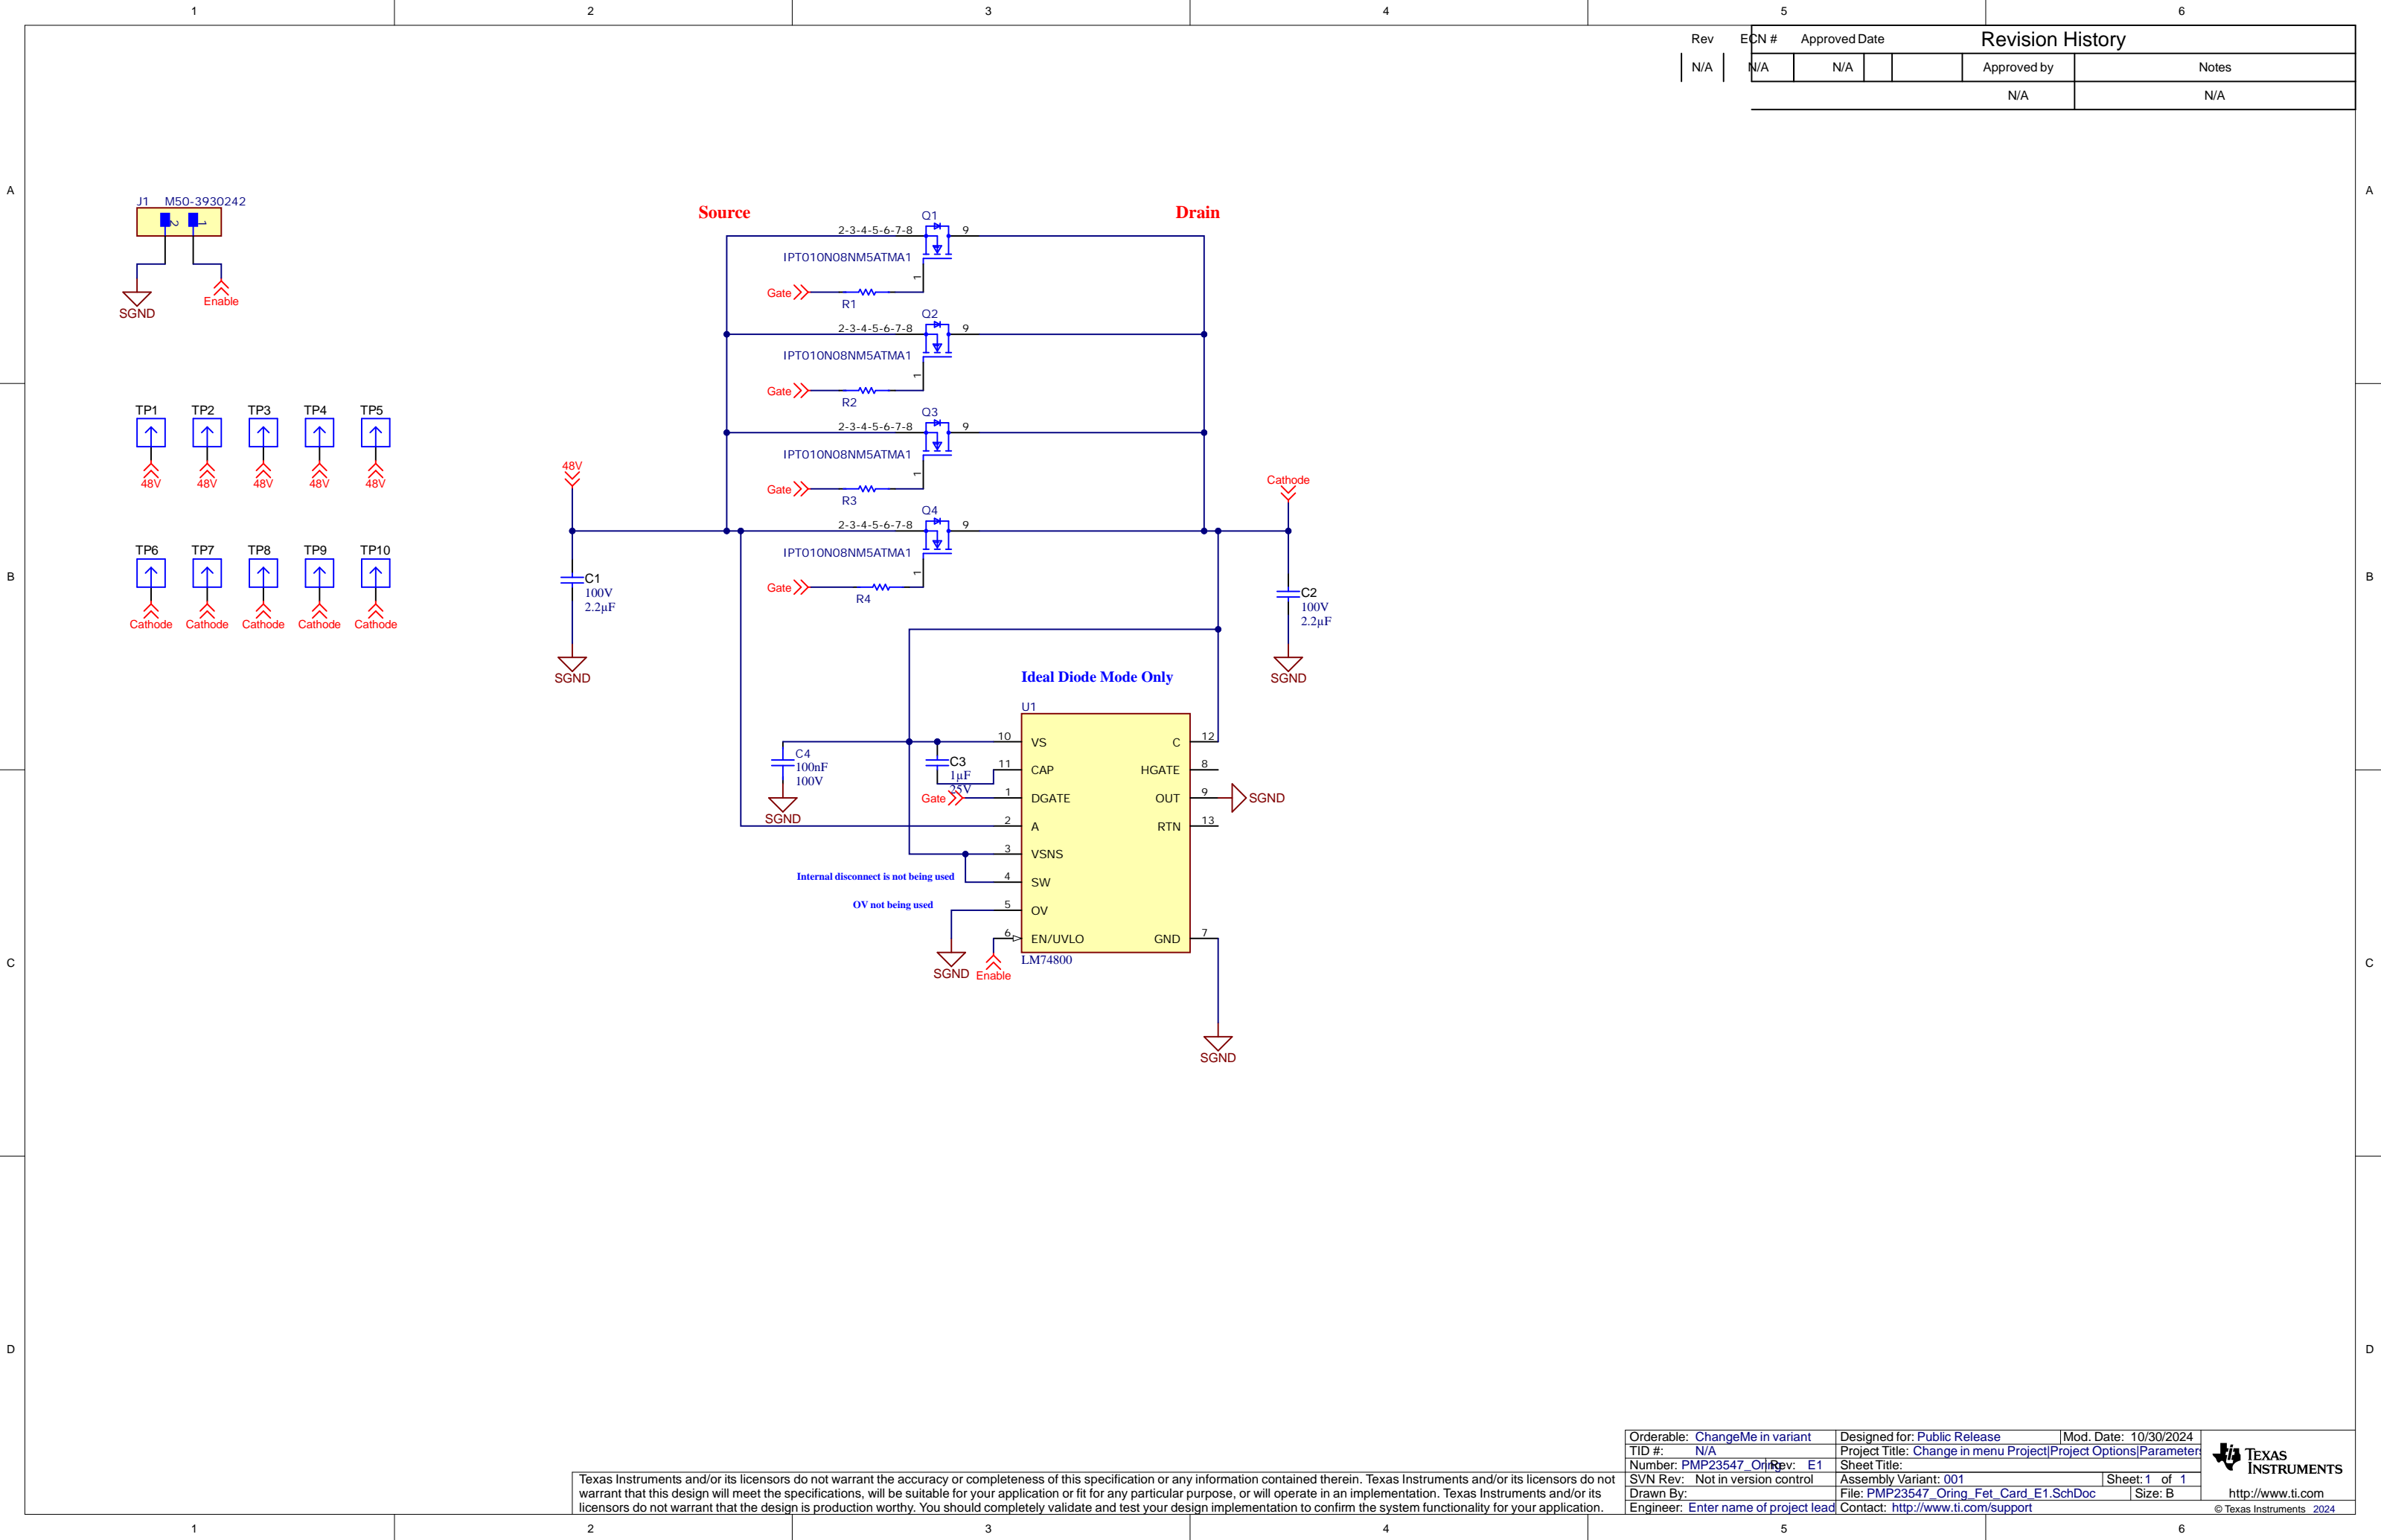 1 2 3 4 5 6
Rev ECN # Approved Date Revision History
N/A N/A N/A Approved by Notes
N/A N/A
A A
J1 M50-3930242
2 1
SGND Enable
Source Drain
Q1
2-3-4-5-6-7-8 9
IPT010N08NM5ATMA1
1
Gate
R1
Q2
2-3-4-5-6-7-8 9
IPT010N08NM5ATMA1
1
Gate
R2
Q3
2-3-4-5-6-7-8 9
IPT010N08NM5ATMA1
1
Gate
R3
Q4
2-3-4-5-6-7-8 9
IPT010N08NM5ATMA1
1
Gate
R4
TP1 TP2 TP3 TP4 TP5
48V 48V 48V 48V 48V
TP6 TP7 TP8 TP9 TP10
Cathode Cathode Cathode Cathode Cathode
B B
48V
C1
100V
2.2µF
SGND
Cathode
C2
100V
2.2µF
SGND
Ideal Diode Mode Only
U1
C4
100nF
100V
SGND
C3
1µF
25V
Gate
10 VS C 12
11 CAP HGATE 8
1 DGATE OUT 9 SGND
2 A RTN 13
3 VSNS
4 SW
5 OV
6 EN/UVLO GND 7
Internal disconnect is not being used
OV not being used
LM74800
SGND Enable
SGND
C C
D D
Texas Instruments and/or its licensors do not warrant the accuracy or completeness of this specification or any information contained therein. Texas Instruments and/or its licensors do not
warrant that this design will meet the specifications, will be suitable for your application or fit for any particular purpose, or will operate in an implementation. Texas Instruments and/or its
licensors do not warrant that the design is production worthy. You should completely validate and test your design implementation to confirm the system functionality for your application.
Orderable: ChangeMe in variant Designed for: Public Release Mod. Date: 10/30/2024
TID #: N/A Project Title: Change in menu Project|Project Options|Parameters
Number: PMP23547_Oring Rev: E1 Sheet Title:
SVN Rev: Not in version control Assembly Variant: 001 Sheet: 1 of 1
Drawn By: File: PMP23547_Oring_Fet_Card_E1.SchDoc Size: B
Engineer: Enter name of project lead Contact: http://www.ti.com/support
TEXAS
INSTRUMENTS
http://www.ti.com
© Texas Instruments 2024
1 2 3 4 5 6